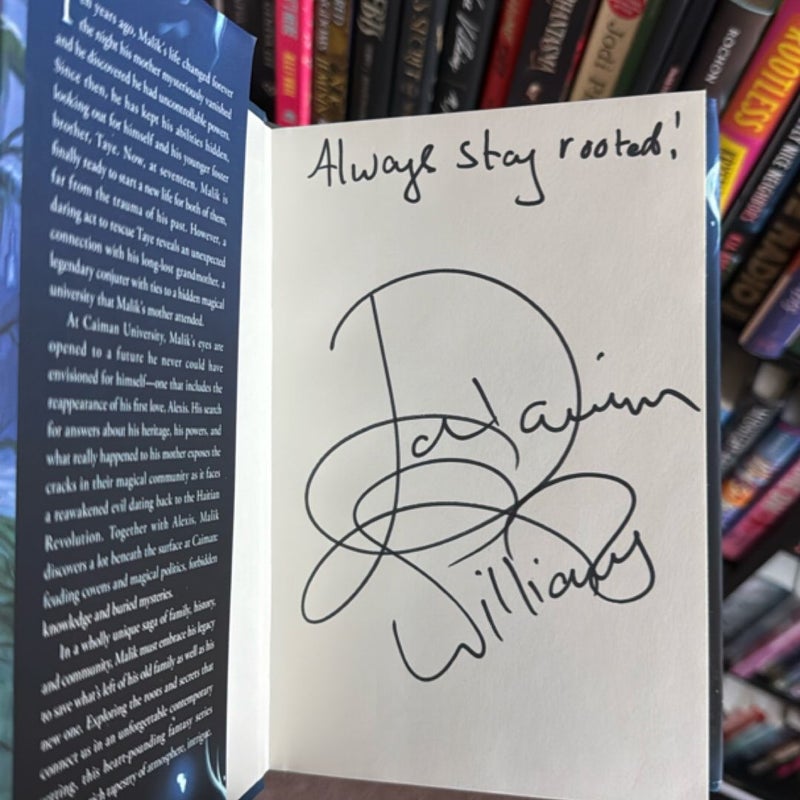 Ten years ago, Malik's life changed forever
the night his mother mysteriously vanished
and he discovered he had uncontrollable powers.
Since then, he has kept his abilities hidden,
looking out for himself and his younger foster
brother, Taye. Now, at seventeen, Malik is
finally ready to start a new life for both of them,
far from the trauma of his past. However, a
daring act to rescue Taye reveals an unexpected
connection with his long-lost grandmother, a
legendary conjurer with ties to a hidden magical
university that Malik's mother attended.
At Caiman University, Malik's eyes are
opened to a future he never could have
envisioned for himself—one that includes the
reappearance of his first love, Alexis. His search
for answers about his heritage, his powers, and
what really happened to his mother exposes the
cracks in their magical community as it faces
a reawakened evil dating back to the Haitian
Revolution. Together with Alexis, Malik
discovers a lot beneath the surface at Caiman:
feuding covens and magical politics, forbidden
knowledge and buried mysteries.
In a wholly unique saga of family, history,
and community, Malik must embrace his legacy
to save what's left of his old family as well as his
new one. Exploring the roots and secrets that
connect us in an unforgettable contemporary
setting, this heart-pounding fantasy series
rich tapestry of atmosphere, intrigue,
Always stay rooted!
Williams
Jodi
ROCHON
ROOTLESS
RADIO